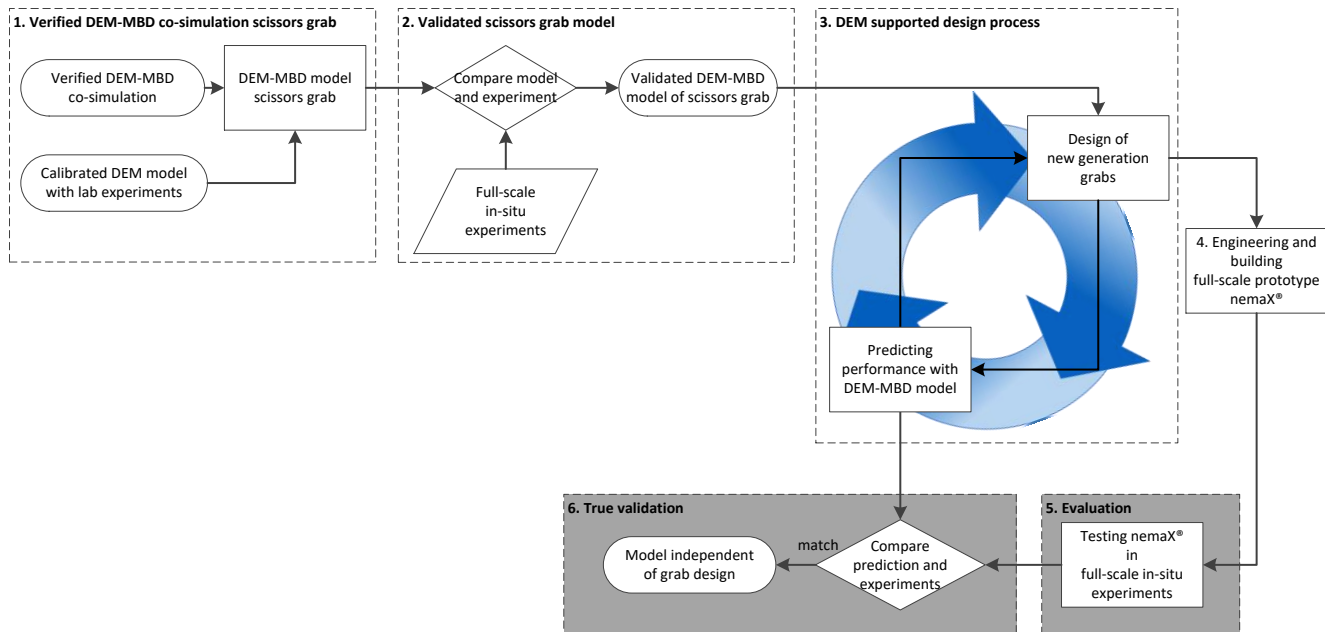 1. Verified DEM-MBD co-simulation scissors grab
Verified DEM-MBD
co-simulation
DEM-MBD model
scissors grab
Calibrated DEM model
with lab experiments
2. Validated scissors grab model
Compare model
and experiment
Validated DEM-MBD
model of scissors grab
Full-scale
in-situ
experiments
3. DEM supported design process
Design of
new generation
grabs
Predicting
performance with
DEM-MBD model
4. Engineering and
building
full-scale prototype
nemaX®
6. True validation
Model independent
of grab design
match
Compare
prediction and
experiments
5. Evaluation
Testing nemaX®
in
full-scale in-situ
experiments